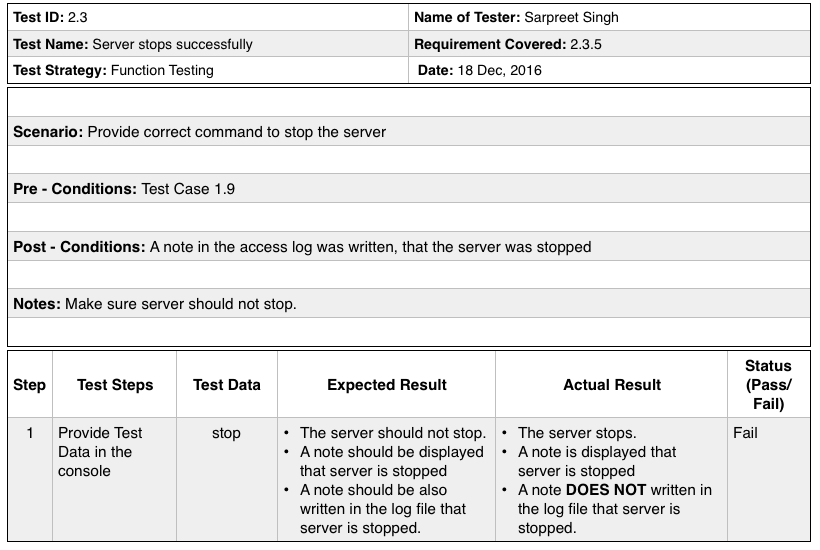 Test ID: 2.3
Name of Tester: Sarpreet Singh
Test Name: Server stops successfully
Requirement Covered: 2.3.5
Test Strategy: Function Testing
Date: 18 Dec, 2016
Scenario: Provide correct command to stop the server
Pre - Conditions: Test Case 1.9
Post - Conditions: A note in the access log was written, that the server was stopped
Notes: Make sure server should not stop.
Step
Test Steps
Test Data
Expected Result
Actual Result
Status
(Pass/
Fail)
1
Provide Test
Data in the
console
stop
• The server should not stop.
• A note should be displayed
that server is stopped
• A note should be also
written in the log file that
server is stopped.
• The server stops.
• A note is displayed that
server is stopped
• A note DOES NOT written in
the log file that server is
stopped.
Fail